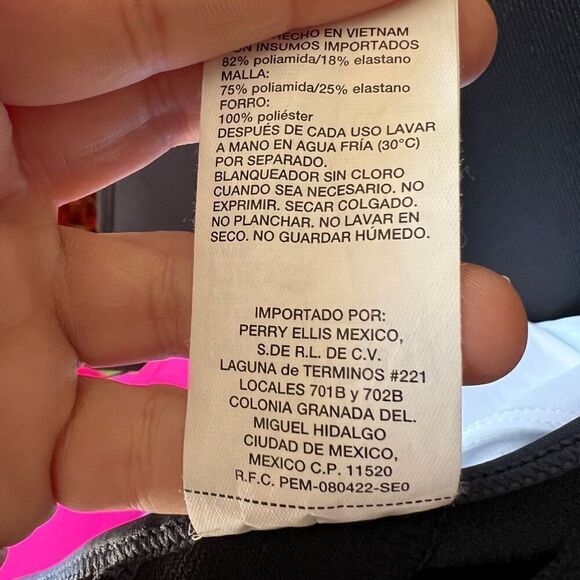 HECHO EN VIETNAM
CON INSUMOS IMPORTADOS
82% poliamida/18% elastano
MALLA:
75% poliamida/25% elastano
FORRO:
100% poliéster
DESPUÉS DE CADA USO LAVAR
A MANO EN AGUA FRÍA (30°C)
POR SEPARADO.
BLANQUEADOR SIN CLORO
CUANDO SEA NECESARIO. NO
EXPRIMIR. SECAR COLGADO.
NO PLANCHAR. NO LAVAR EN
SECO. NO GUARDAR HÚMEDO.
IMPORTADO POR:
PERRY ELLIS MEXICO,
S.DE R.L. DE C.V.
LAGUNA de TERMINOS #221
LOCALES 701B y 702B
COLONIA GRANADA DEL.
MIGUEL HIDALGO
CIUDAD DE MEXICO,
MEXICO C.P. 11520
R.F.C. PEM-080422-SE0